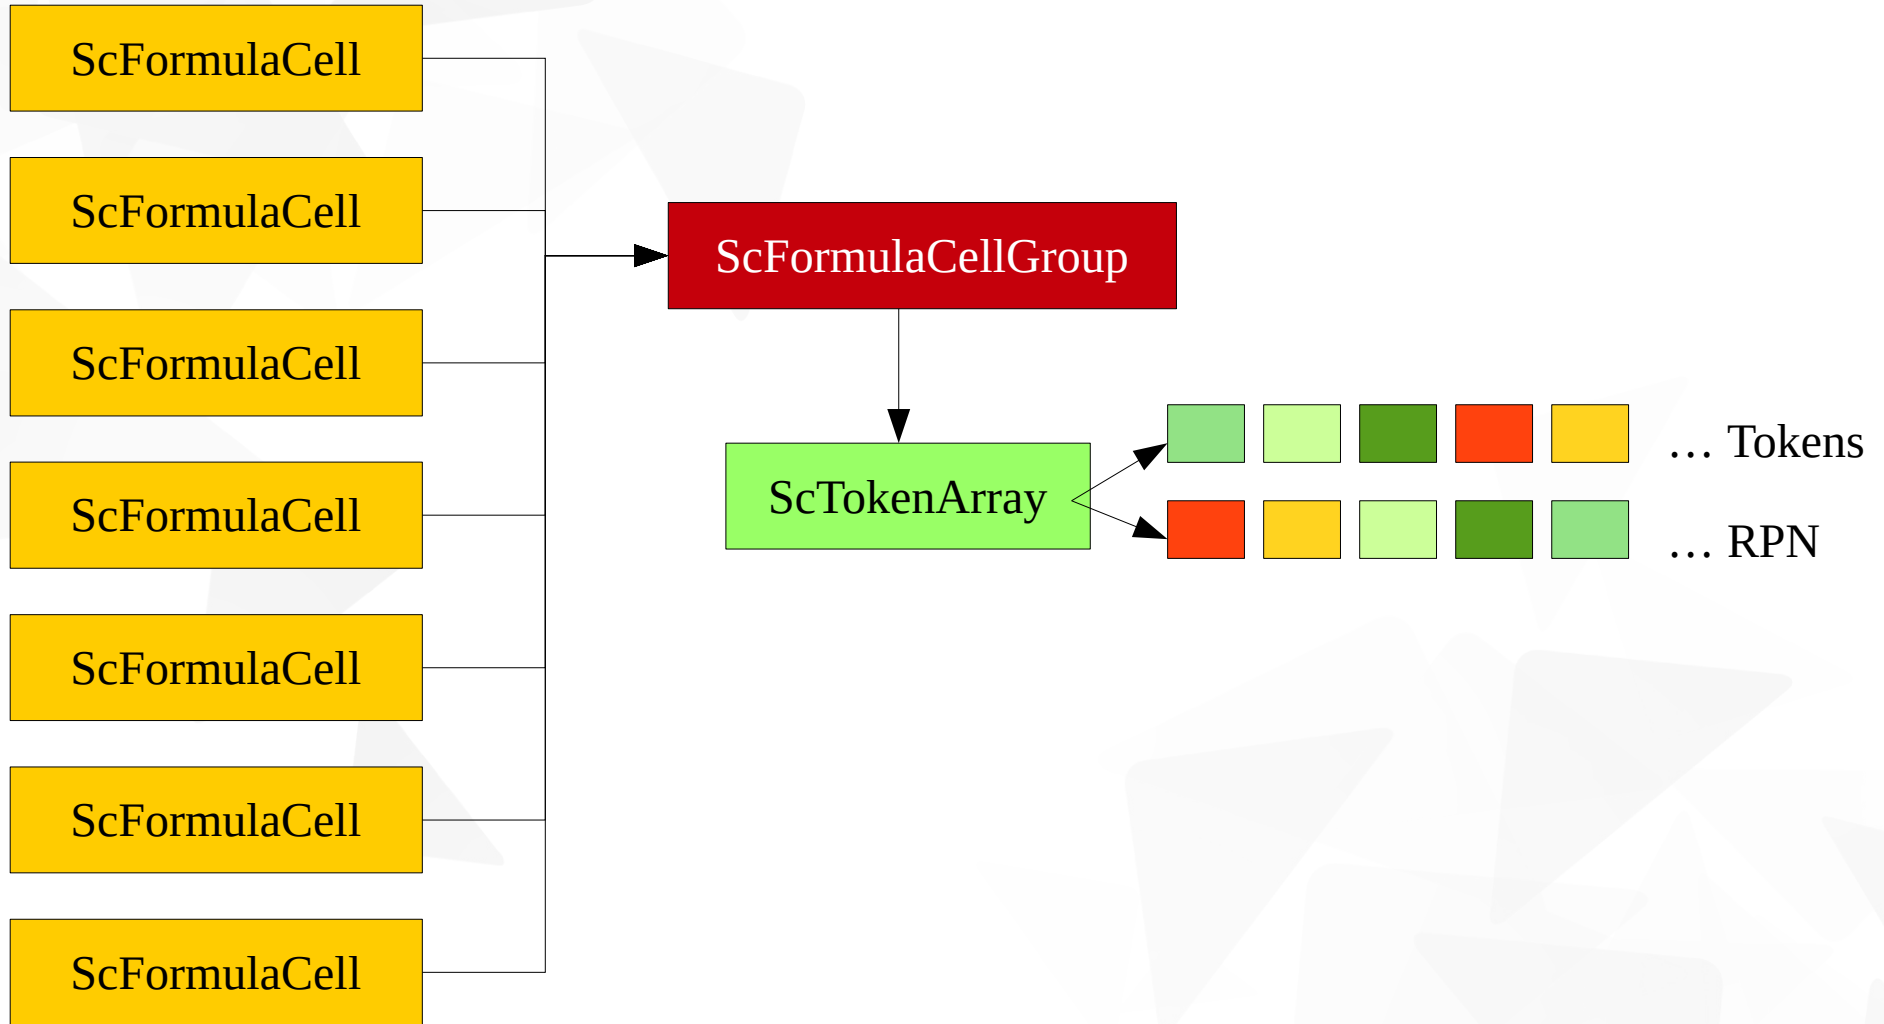 ScFormulaCell
ScFormulaCell
ScFormulaCell
ScFormulaCell
ScFormulaCell
ScFormulaCell
ScFormulaCell
ScFormulaCellGroup
ScTokenArray
… Tokens
… RPN